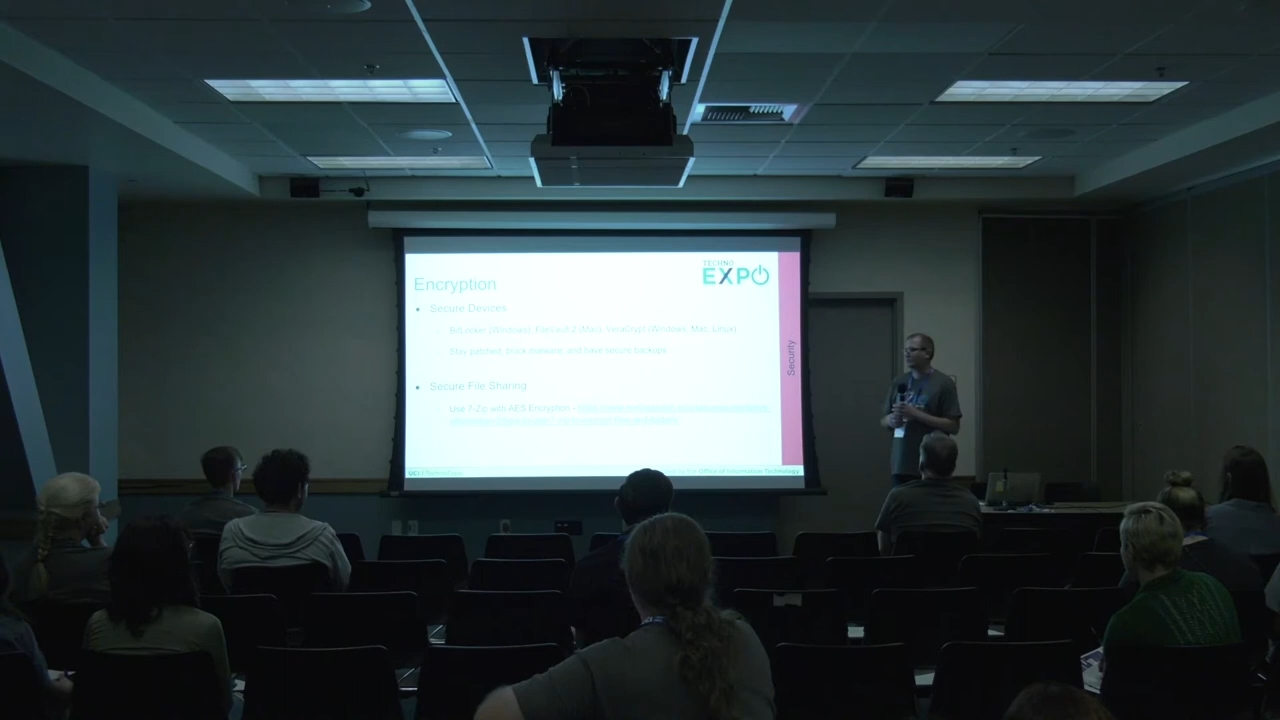 TECHNO
EXPO
Encryption
• Secure Devices
BitLocker (Windows), FileVault 2 (Mac), VeraCrypt (Windows, Mac, Linux)
Stay patched, block malware, and have secure backups
• Secure File Sharing
Use 7-Zip with AES Encryption -
Security
UCI
Office of Information Technology